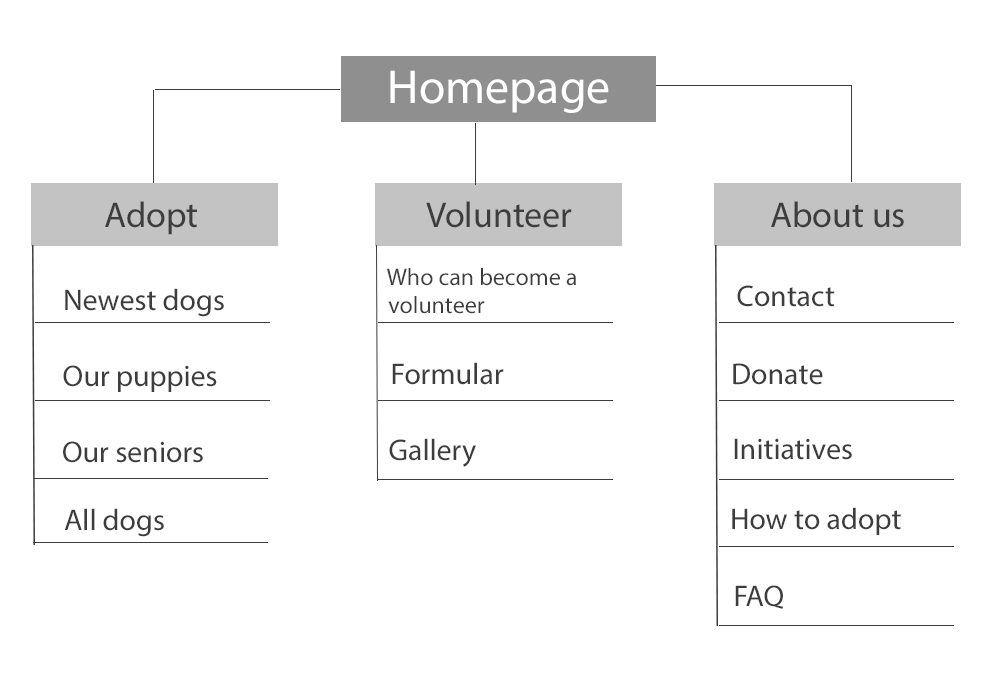 Homepage
Adopt
Newest dogs
Our puppies
Our seniors
All dogs
Volunteer
Who can become a
volunteer
Formular
Gallery
About us
Contact
Donate
Initiatives
How to adopt
FAQ